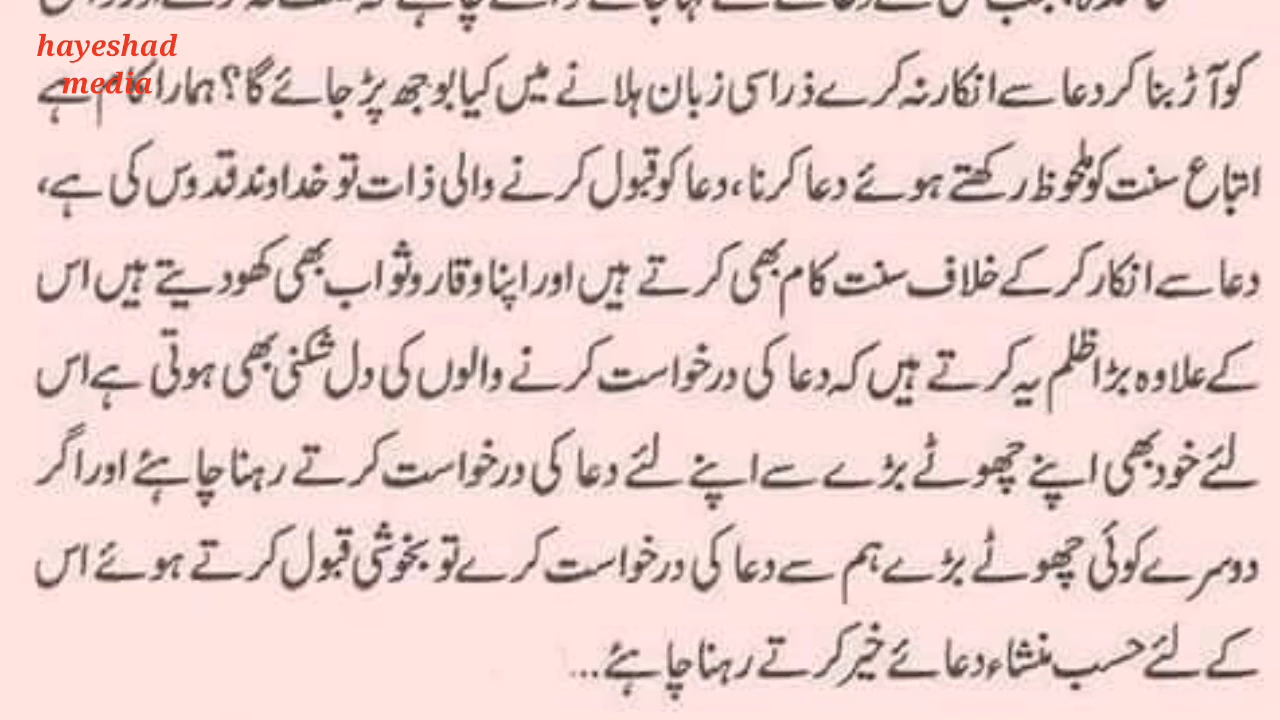 hayeshad
media
کو آڑ بنا کر دعا سے انکار نہ کرے ذراسی زبان ہلانے میں کیا بوجھ پڑ جائے گا؟ ہمارا کام ہے
اتباع سنت کو ملحوظ رکھتے ہوئے دعا کرنا، دعا کو قبول کرنے والی ذات تو خداوند قدوس کی ہے،
دعا سے انکار کر کے خلاف سنت کام بھی کرتے ہیں اور اپنا وقار و ثواب بھی کھو دیتے ہیں اس
کے علاوہ بڑا ظلم یہ کرتے ہیں کہ دعا کی درخواست کرنے والوں کی دل شکنی بھی ہوتی ہے اس
لئے خود بھی اپنے چھوٹے بڑے سے اپنے لئے دعا کی درخواست کرتے رہنا چاہئے اور اگر
دوسرے کوئی چھوٹے بڑے ہم سے دعا کی درخواست کرے تو بخوشی قبول کرتے ہوئے اس
کے لئے حسب منشاء دعائے خیر کرتے رہنا چاہئے...